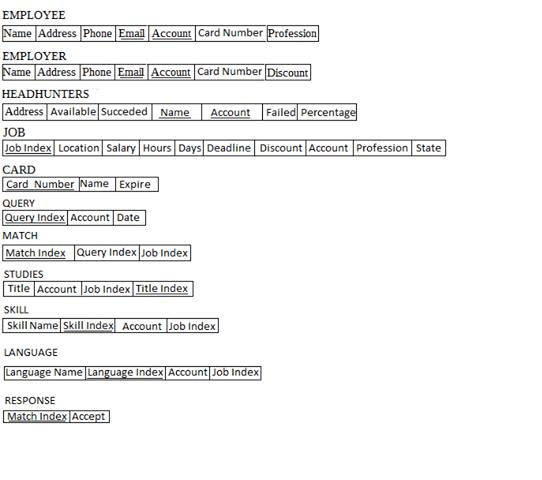 EMPLOYEE
Name Address Phone Email Account Card Number Profession
EMPLOYER
Name Address Phone Email Account Card Number Discount
HEADHUNTERS
Address Available Succeded Name Account Failed Percentage
JOB
Job Index Location Salary Hours Days Deadline Discount Account Profession State
CARD
Card Number Name Expire
QUERY
Query Index Account Date
MATCH
Match Index Query Index Job Index
STUDIES
Title Account Job Index Title Index
SKILL
Skill Name Skill Index Account Job Index
LANGUAGE
Language Name Language Index Account Job Index
RESPONSE
Match Index Accept